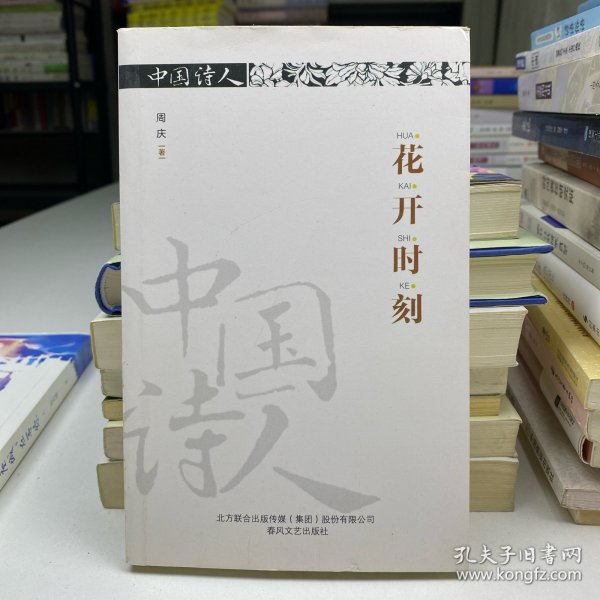 中国诗人
周庆 著
HUA
花
KAI
开
SHI
时
KE
刻
中国
诗人
北方联合出版传媒(集团)股份有限公司
春风文艺出版社
孔夫子旧书网
www.kongfz.com